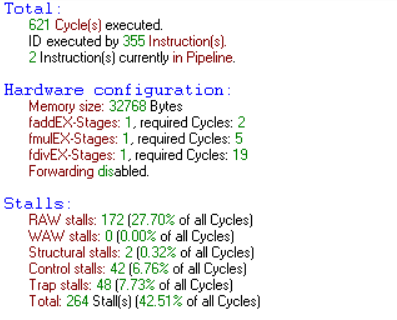 Total:
621 Cycle(s) executed.
ID executed by 355 Instruction(s).
2 Instruction(s) currently in Pipeline.
Hardware configuration:
Memory size: 32768 Bytes
faddEX-Stages: 1, required Cycles: 2
fmulEX-Stages: 1, required Cycles: 5
fdivEX-Stages: 1, required Cycles: 19
Forwarding disabled.
Stalls:
RAW stalls: 172 (27.70% of all Cycles)
WAW stalls: 0 (0.00% of all Cycles)
Structural stalls: 2 (0.32% of all Cycles)
Control stalls: 42 (6.76% of all Cycles)
Trap stalls: 48 (7.73% of all Cycles)
Total: 264 Stall(s) (42.51% of all Cycles)